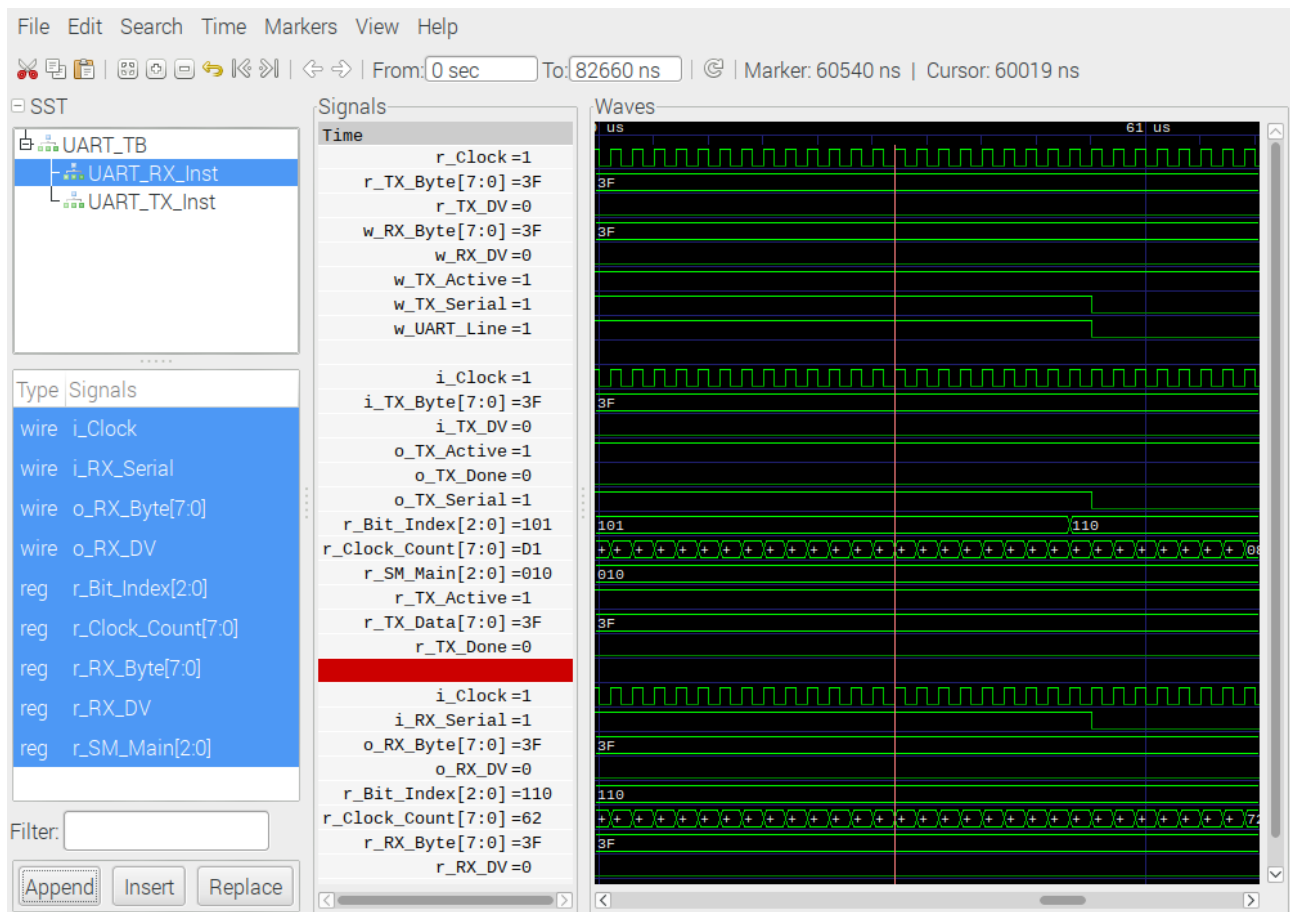 File Edit Search Time Markers View Help
From: 0 sec To: 82660 ns | Marker: 60540 ns | Cursor: 60019 ns
SST
UART_TB
UART_RX_Inst
UART_TX_Inst
Type Signals
wire i_Clock
wire i_RX_Serial
wire o_RX_Byte[7:0]
wire o_RX_DV
reg r_Bit_Index[2:0]
reg r_Clock_Count[7:0]
reg r_RX_Byte[7:0]
reg r_RX_DV
reg r_SM_Main[2:0]
Filter:
Append Insert Replace
Signals
Time
r_Clock=1
r_TX_Byte[7:0]=3F
r_TX_DV=0
w_RX_Byte[7:0]=3F
w_RX_DV=0
w_TX_Active=1
w_TX_Serial=1
w_UART_Line=1
i_Clock=1
i_TX_Byte[7:0]=3F
i_TX_DV=0
o_TX_Active=1
o_TX_Done=0
o_TX_Serial=1
r_Bit_Index[2:0]=101
r_Clock_Count[7:0]=D1
r_SM_Main[2:0]=010
r_TX_Active=1
r_TX_Data[7:0]=3F
r_TX_Done=0
i_Clock=1
i_RX_Serial=1
o_RX_Byte[7:0]=3F
o_RX_DV=0
r_Bit_Index[2:0]=110
r_Clock_Count[7:0]=62
r_RX_Byte[7:0]=3F
r_RX_DV=0
Waves
us 61 us
3F
3F
3F
101 110
+ + + + + + + + + + + + + + + + + + + + + + + + + + + + + +
010
3F
3F
110
+ + + + + + + + + + + + + + + + + + + + + + + + + + + + + + 72
3F